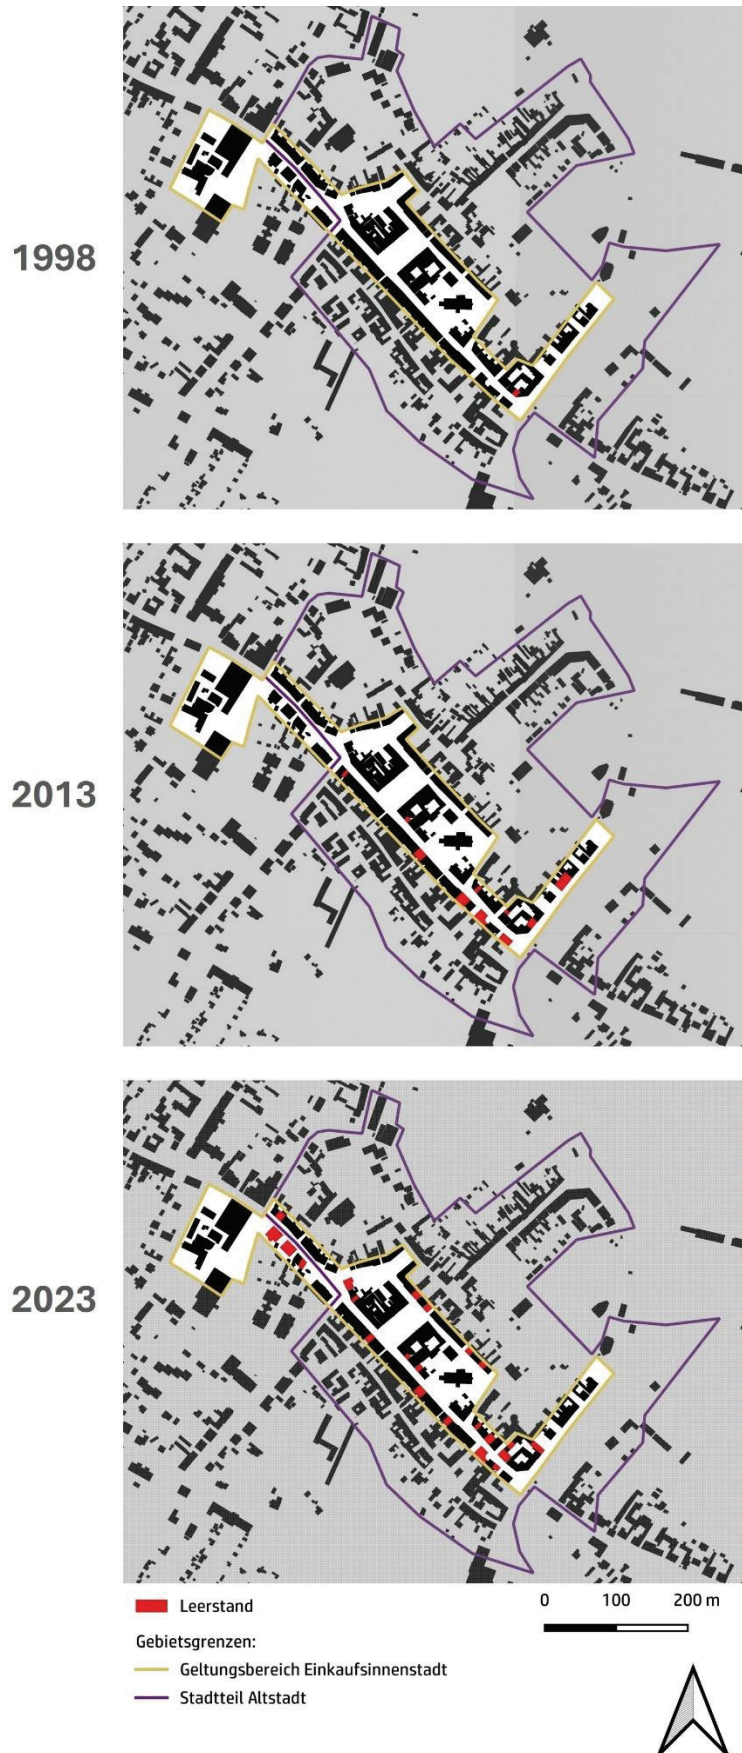 1998
2013
2023
Leerstand
0 100 200 m
Gebietsgrenzen:
Geltungsbereich Einkaufsinnenstadt
Stadtteil Altstadt